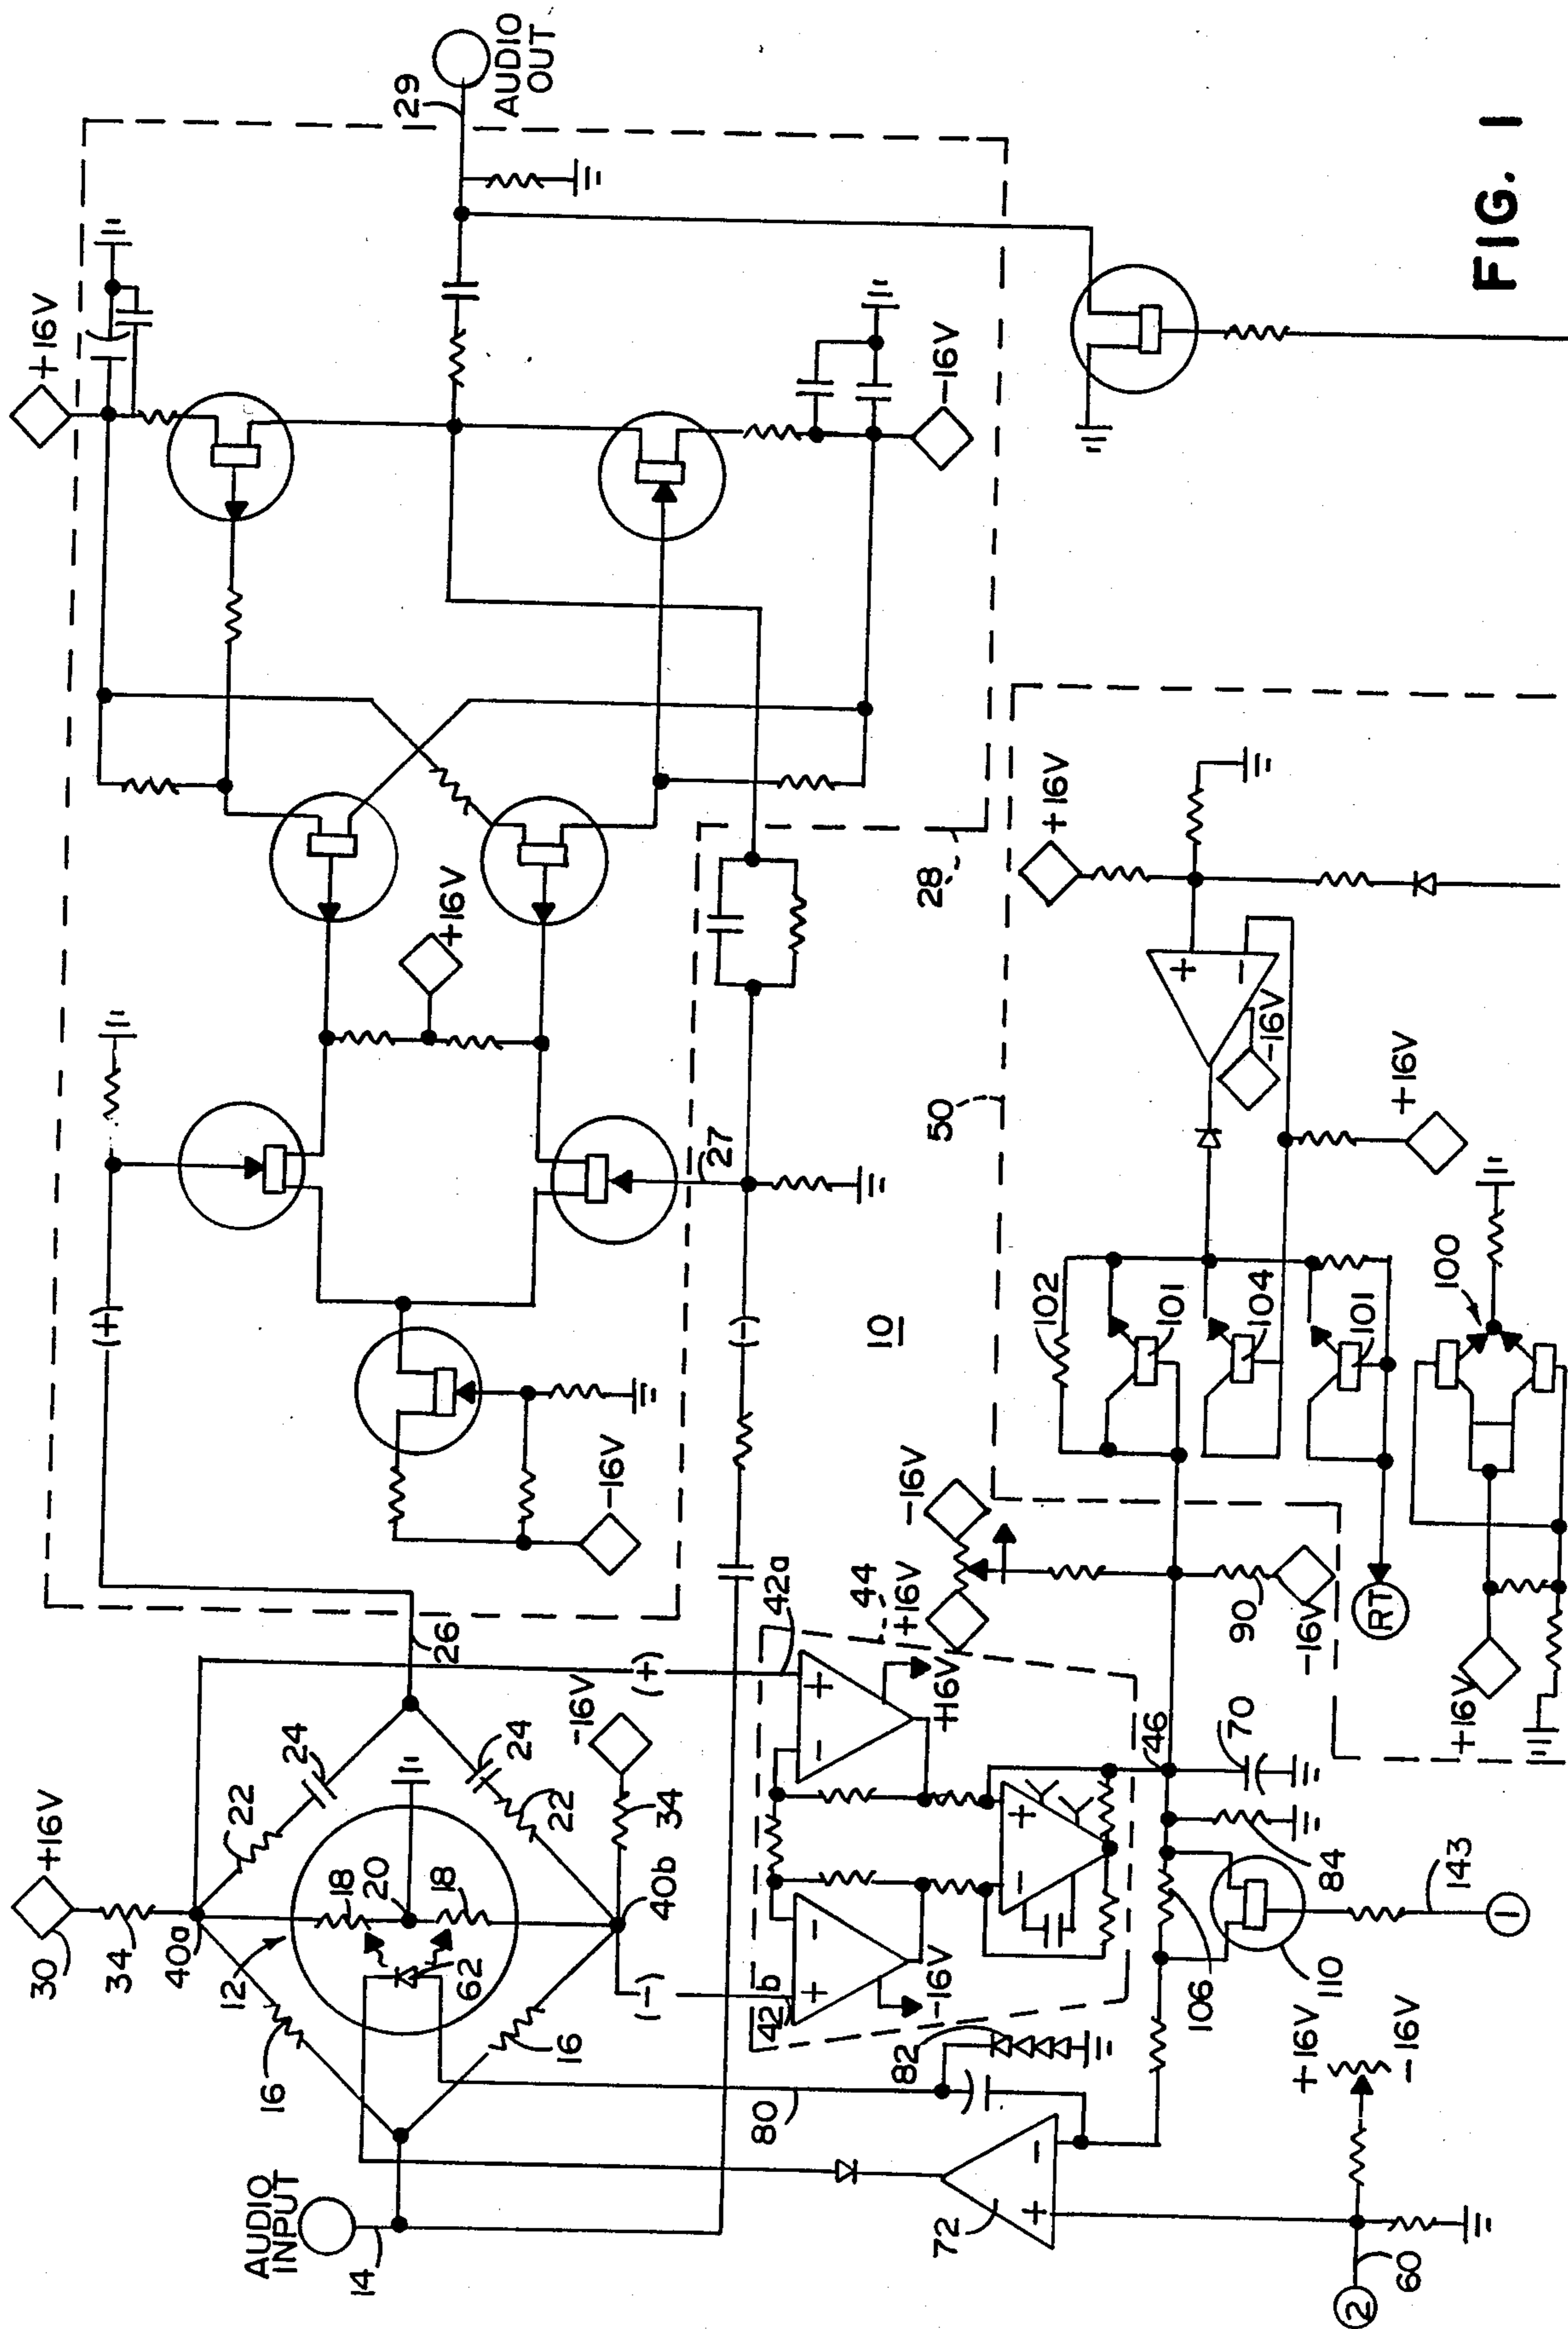 AUDIO
INPUT
14
+16V
30
34
40a
12
16
16
18
20
18
62
22
24
22
24
26
34
-16V
40b
(+)
(-)
(+)
+16V
+16V
-16V
-16V
27
(-)
28
29
AUDIO
OUT
10
42a
42b
44
+
-
+
-
+
-
+16V
-16V
46
70
84
106
110
143
1
72
+
-
80
82
+16V
-16V
60
2
+16V
-16V
90
-16V
50
102
101
104
101
RT
100
+16V
+
-
-16V
+16V
+16V
FIG. 1